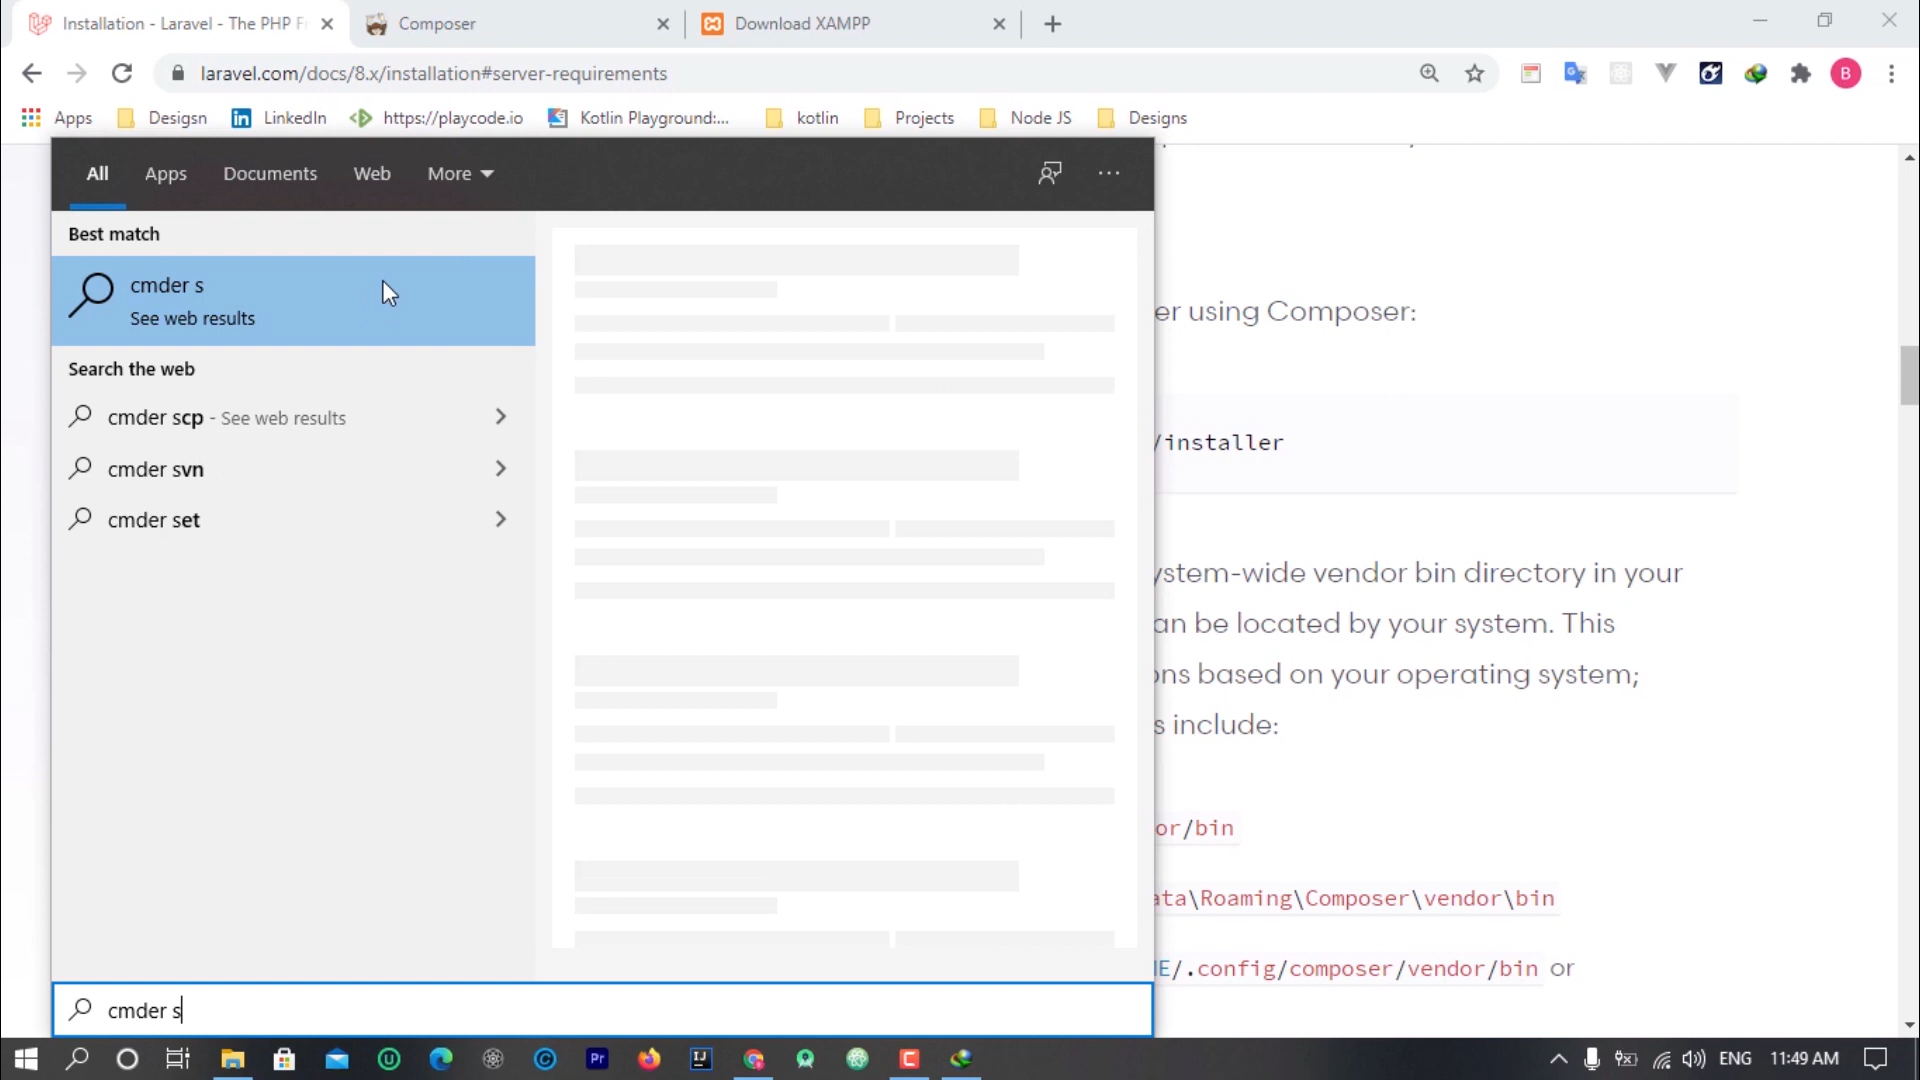 Installation - Laravel - The PHP Fr
Composer
Download XAMPP
laravel.com/docs/8.x/installation#server-requirements
B
Apps
Desigsn
LinkedIn
https://playcode.io
Kotlin Playground:...
kotlin
Projects
Node JS
Designs
All
Apps
Documents
Web
More
Best match
cmder s
See web results
Search the web
cmder scp - See web results
cmder svn
cmder set
er using Composer:
/installer
ystem-wide vendor bin directory in your
an be located by your system. This
ons based on your operating system;
s include:
or/bin
ata\Roaming\Composer\vendor\bin
ME/.config/composer/vendor/bin or
cmder s
ENG
11:49 AM